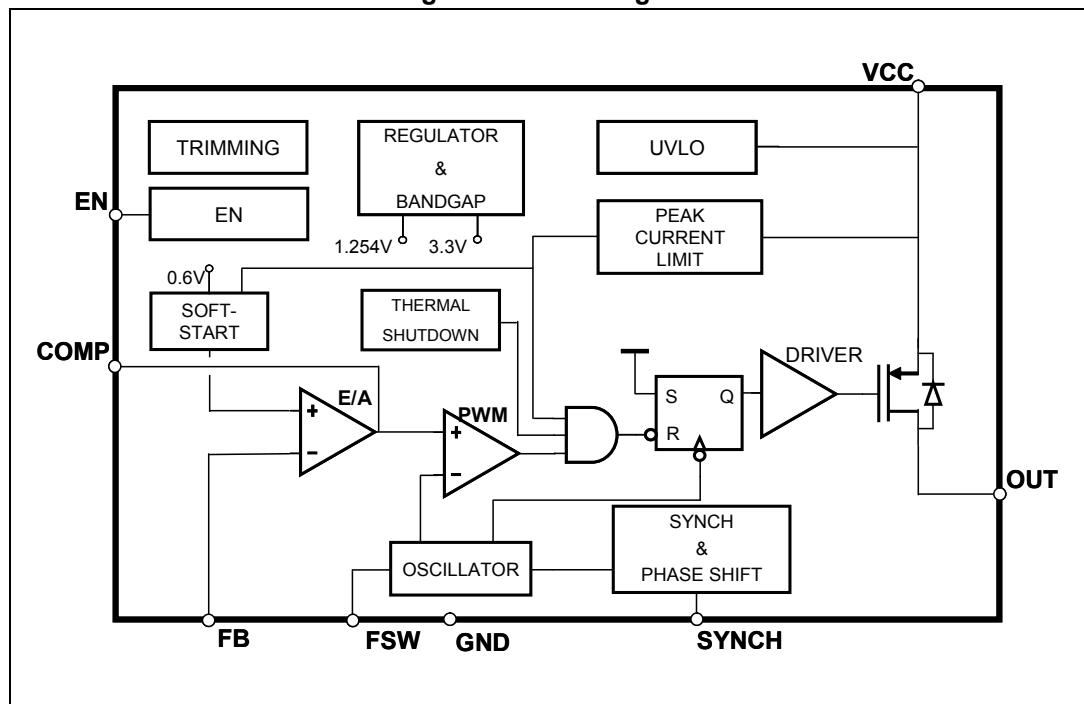 VCC
TRIMMING
REGULATOR
&
BANDGAP
UVLO
EN
EN
PEAK
CURRENT
LIMIT
1.254V
3.3V
0.6V
SOFT-
START
THERMAL
SHUTDOWN
COMP
DRIVER
E/A
+
−
PWM
+
−
S
Q
R
OUT
OSCILLATOR
SYNCH
&
PHASE SHIFT
FB
FSW
GND
SYNCH